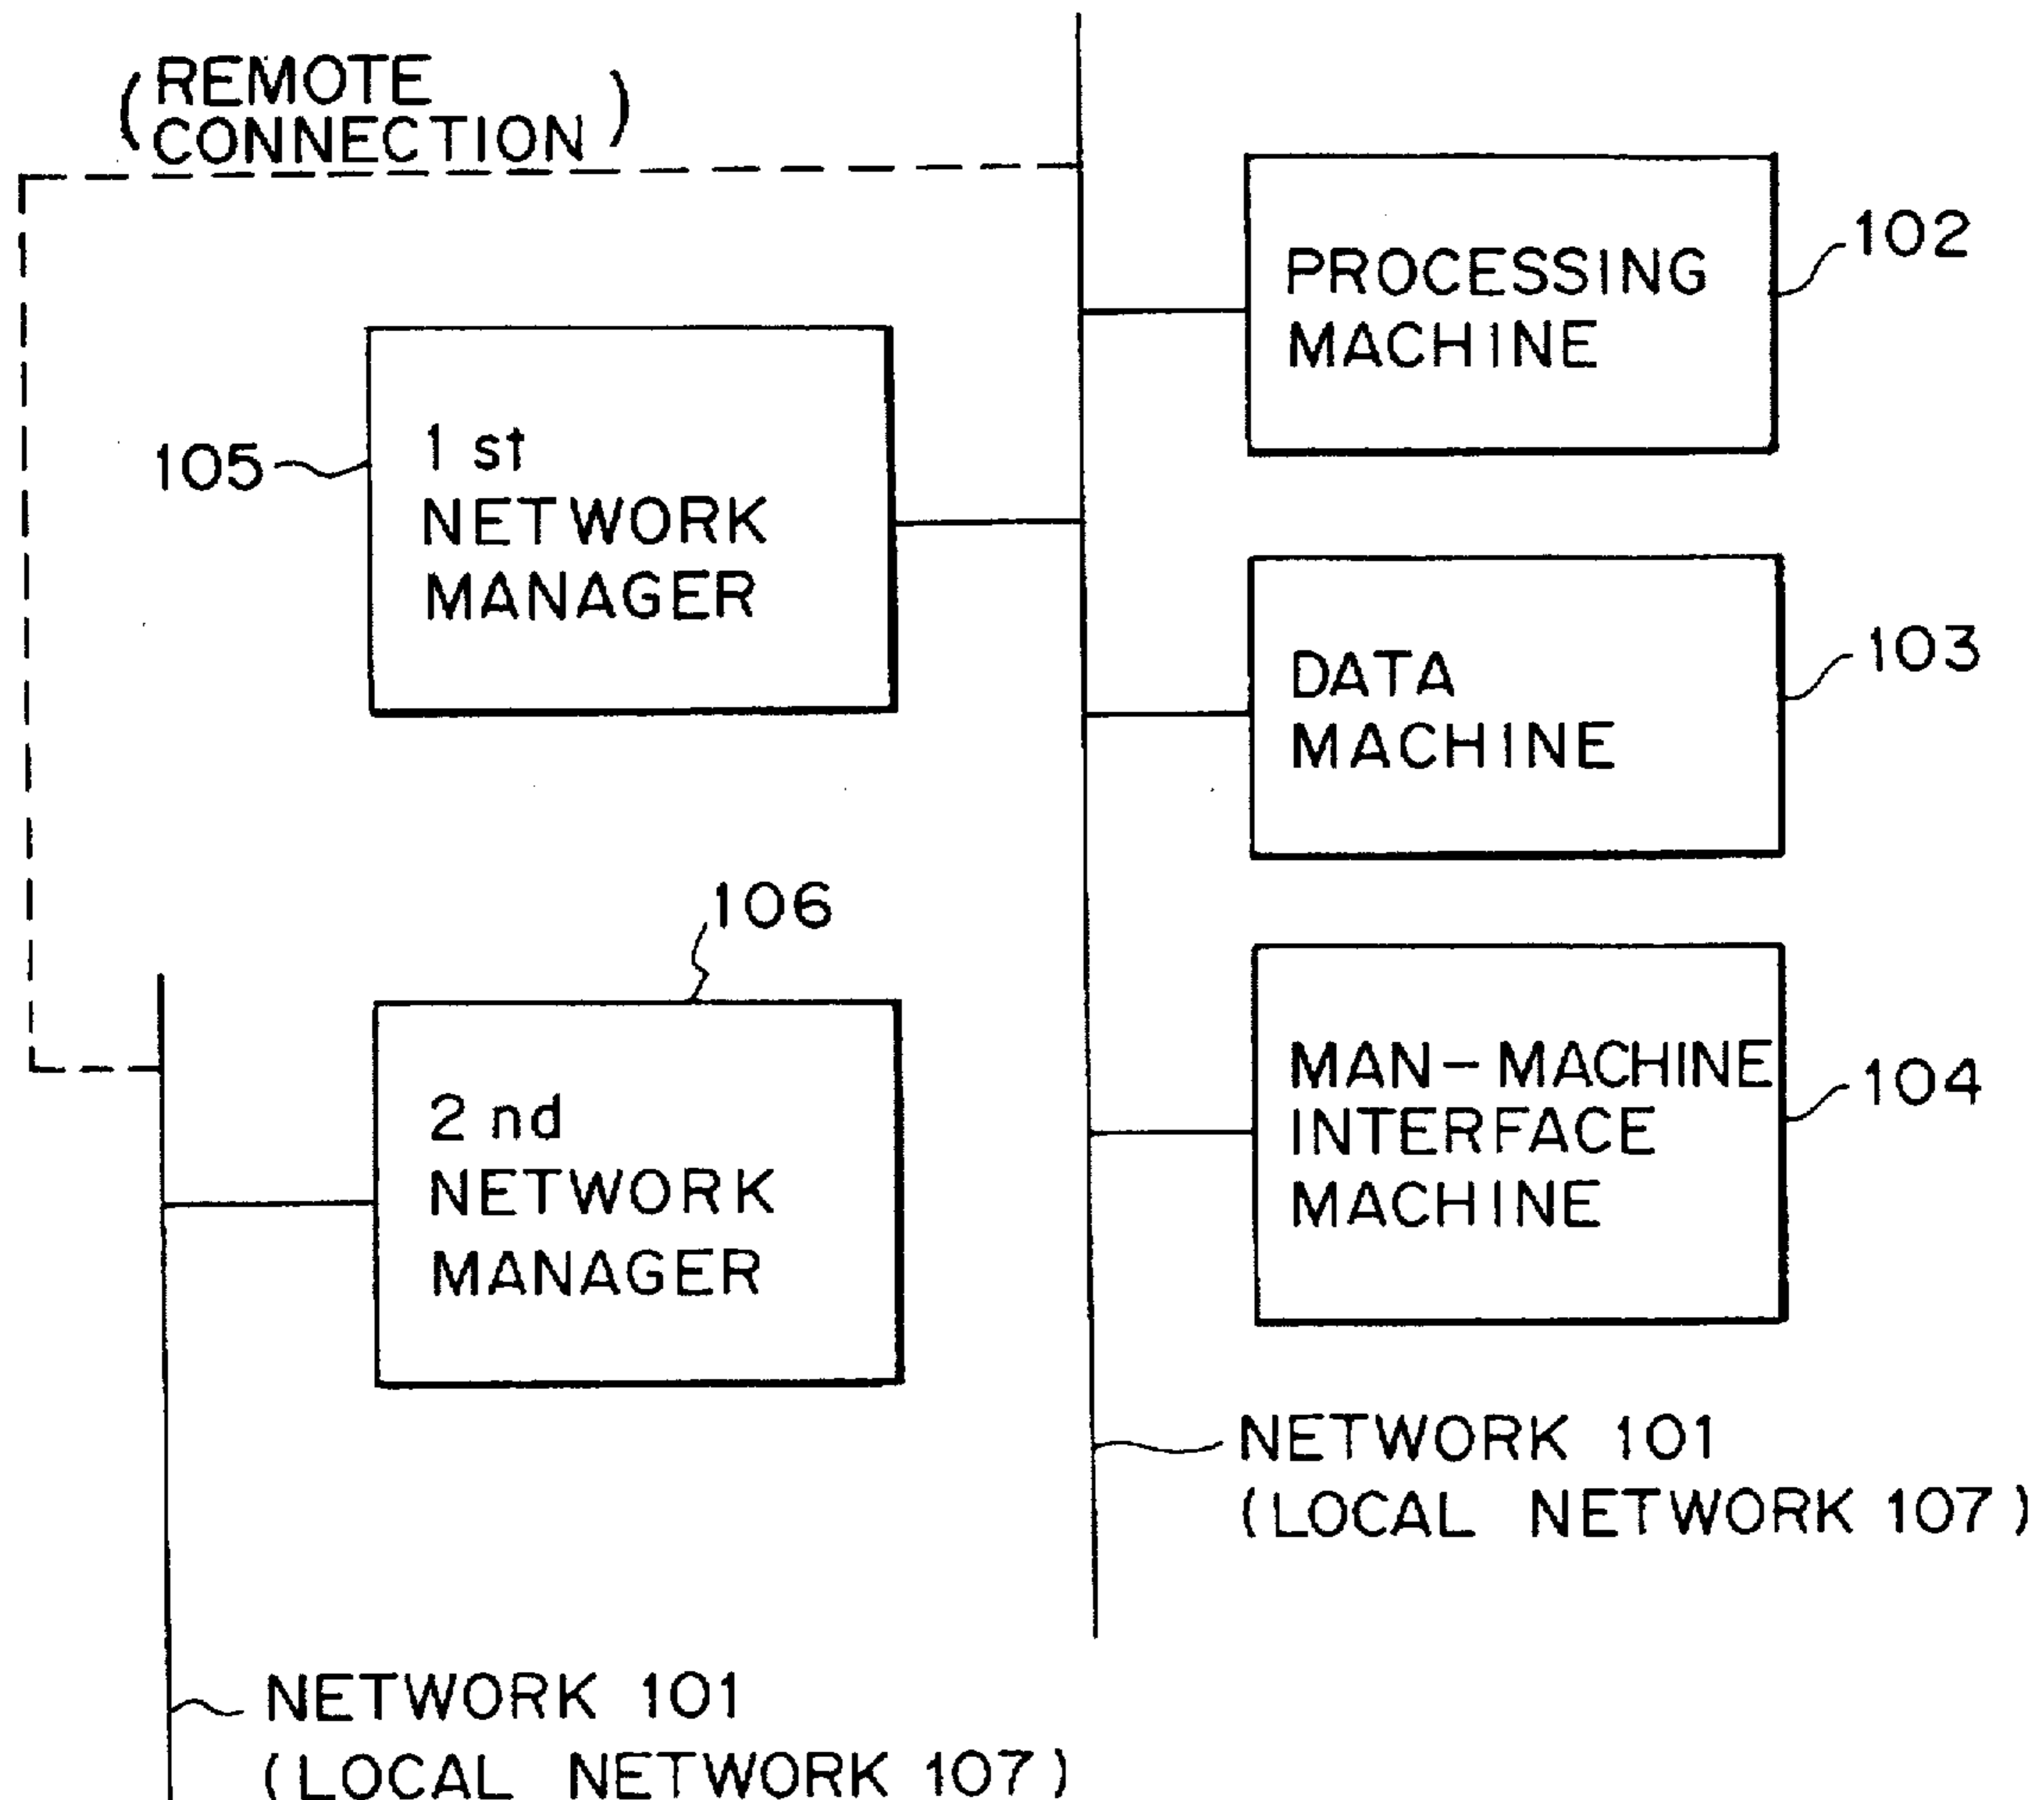 (REMOTE
CONNECTION)
PROCESSING
MACHINE
102
1 st
NETWORK
MANAGER
105
DATA
MACHINE
103
106
2 nd
NETWORK
MANAGER
MAN-MACHINE
INTERFACE
MACHINE
104
NETWORK 101
(LOCAL NETWORK 107)
NETWORK 101
(LOCAL NETWORK 107)